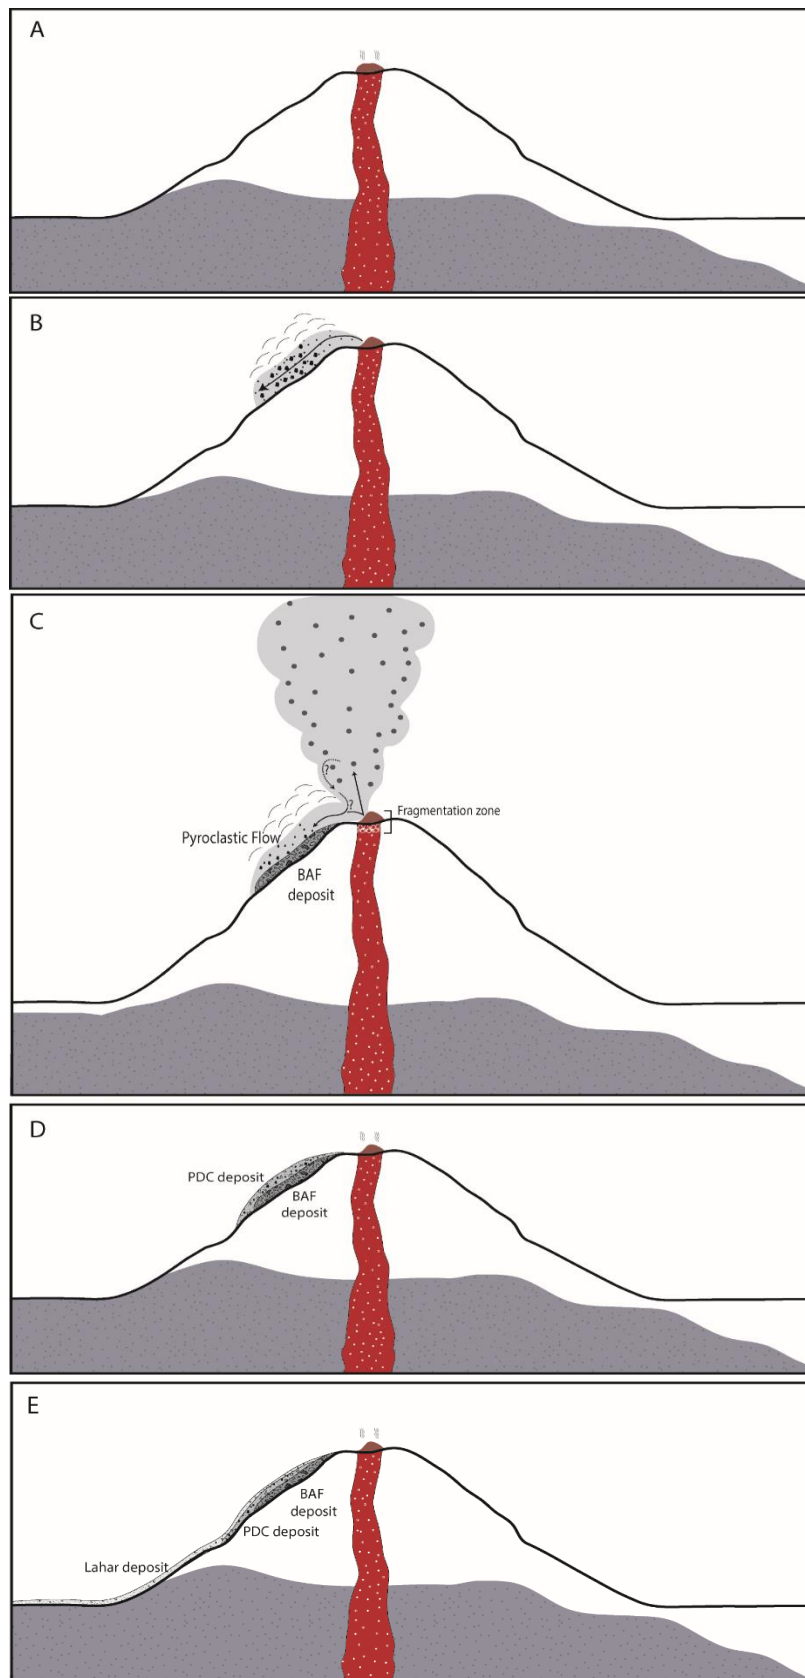 A
B
C
?
?
Fragmentation zone
Pyroclastic Flow
BAF
deposit
D
PDC deposit
BAF
deposit
E
BAF
deposit
PDC deposit
Lahar deposit